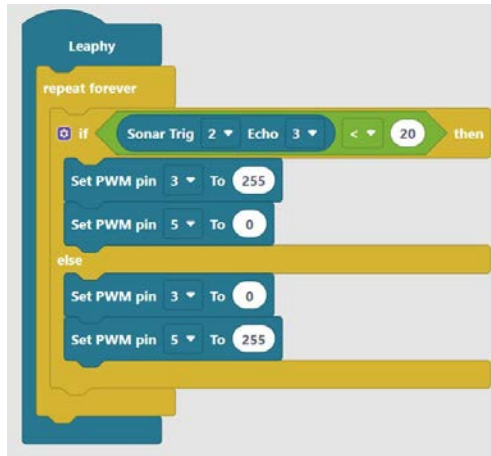 Leaphy
repeat forever
if Sonar Trig 2 Echo 3 < 20 then
Set PWM pin 3 To 255
Set PWM pin 5 To 0
else
Set PWM pin 3 To 0
Set PWM pin 5 To 255